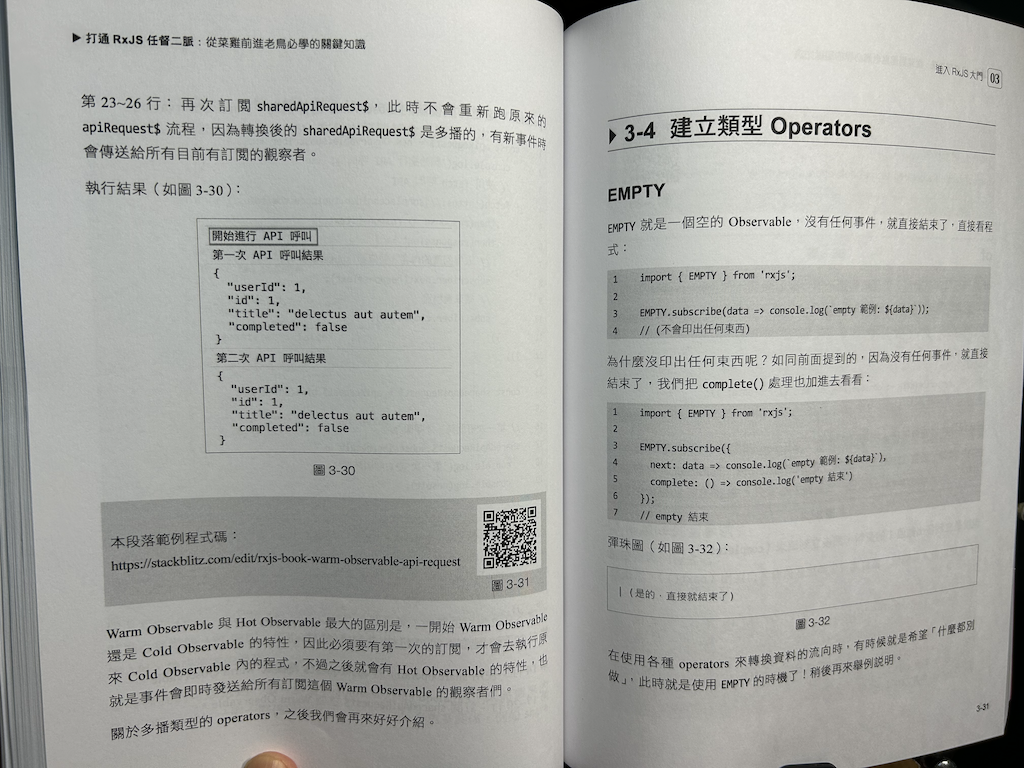 ▶ 打通 RxJS 任督二脈：從菜雞前進老鳥必學的關鍵知識
第 23~26 行：再次訂閱 sharedApiRequest$，此時不會重新跑原來的
apiRequest$ 流程，因為轉換後的 sharedApiRequest$ 是多播的，有新事件時
會傳送給所有目前有訂閱的觀察者。
執行結果（如圖 3-30）：
開始進行 API 呼叫
第一次 API 呼叫結果
{
"userId": 1,
"id": 1,
"title": "delectus aut autem",
"completed": false
}
第二次 API 呼叫結果
{
"userId": 1,
"id": 1,
"title": "delectus aut autem",
"completed": false
}
圖 3-30
本段落範例程式碼：
https://stackblitz.com/edit/rxjs-book-warm-observable-api-request
圖 3-31
Warm Observable 與 Hot Observable 最大的區別是，一開始 Warm Observable
還是 Cold Observable 的特性，因此必須要有第一次的訂閱，才會去執行原
來 Cold Observable 內的程式，不過之後就會有 Hot Observable 的特性，也
就是事件會即時發送給所有訂閱這個 Warm Observable 的觀察者們。
關於多播類型的 operators，之後我們會再來好好介紹。
進入 RxJS 大門 03
▶ 3-4 建立類型 Operators
EMPTY
EMPTY 就是一個空的 Observable，沒有任何事件，就直接結束了，直接看程
式：
1 import { EMPTY } from 'rxjs';
2
3 EMPTY.subscribe(data => console.log(`empty 範例: ${data}`));
4 // (不會印出任何東西)
為什麼沒印出任何東西呢？如同前面提到的，因為沒有任何事件，就直接
結束了，我們把 complete() 處理也加進去看看：
1 import { EMPTY } from 'rxjs';
2
3 EMPTY.subscribe({
4 next: data => console.log(`empty 範例: ${data}`),
5 complete: () => console.log('empty 結束')
6 });
7 // empty 結束
彈珠圖（如圖 3-32）：
| (是的，直接就結束了)
圖 3-32
在使用各種 operators 來轉換資料的流向時，有時候就是希望「什麼都別
做」，此時就是使用 EMPTY 的時機了！稍後再來舉例說明。
3-31